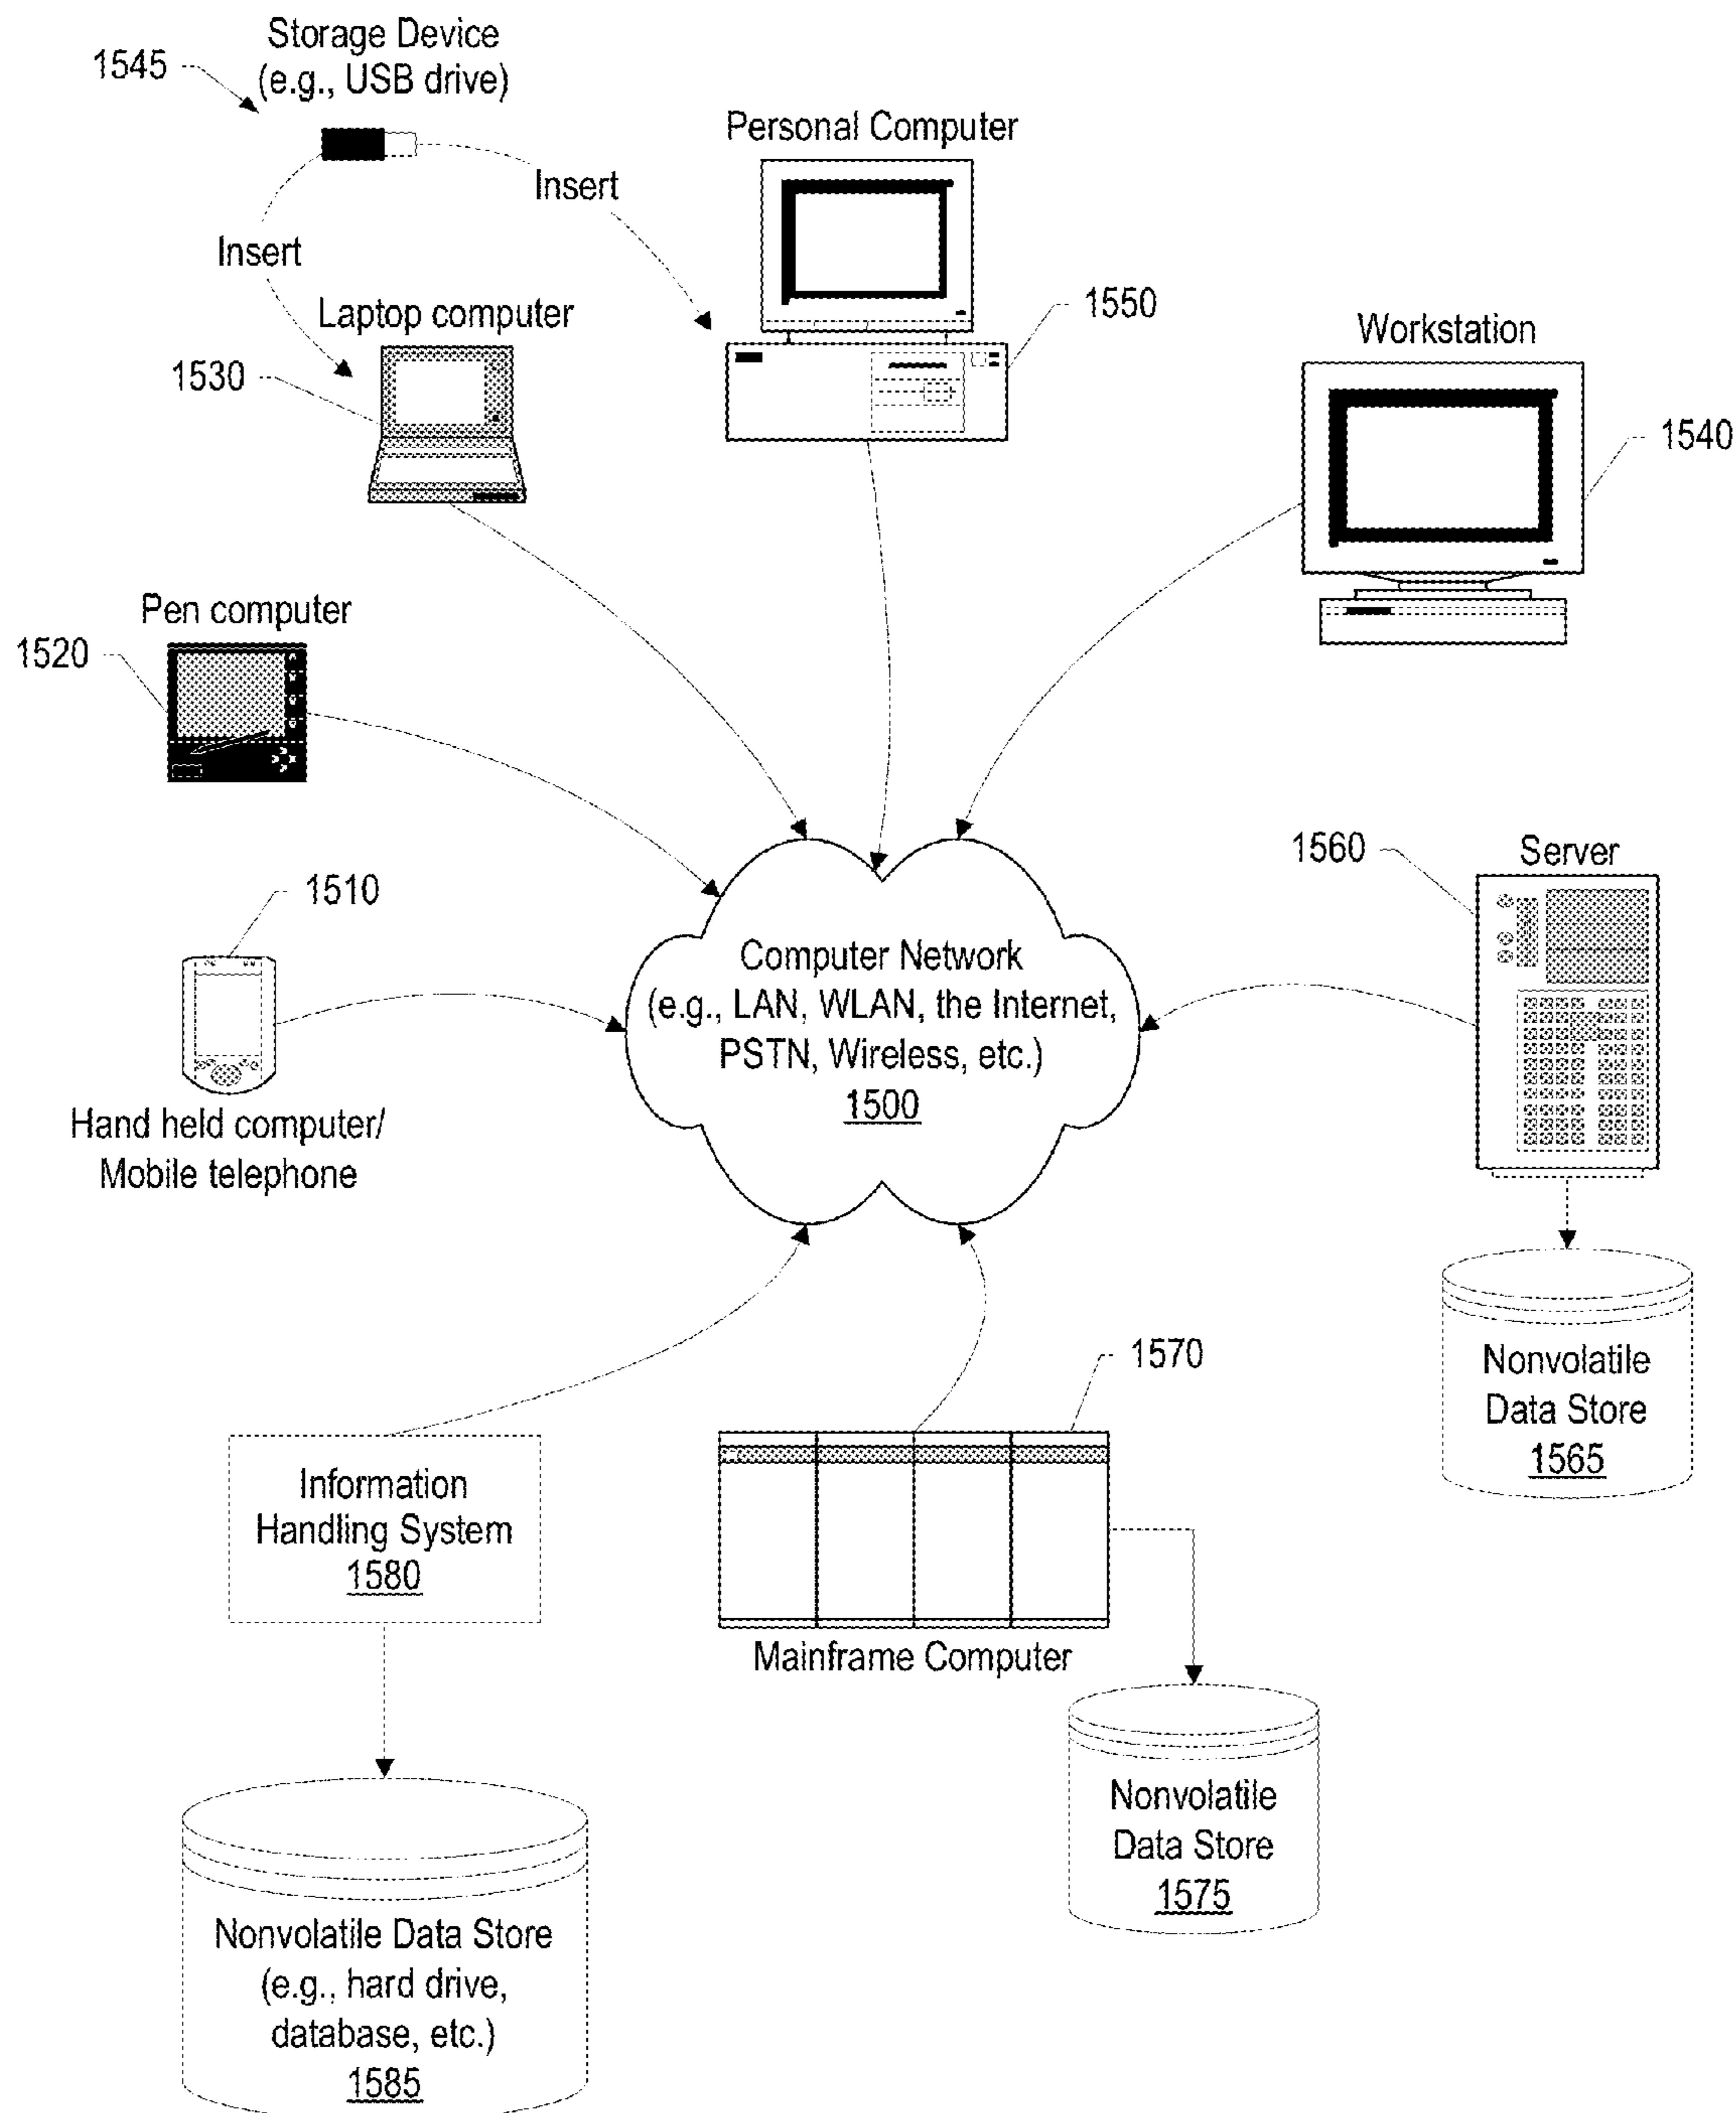 Storage Device
(e.g., USB drive)
1545
Insert
Insert
Personal Computer
1550
Laptop computer
1530
Workstation
1540
Pen computer
1520
1510
Hand held computer/
Mobile telephone
Computer Network
(e.g., LAN, WLAN, the Internet,
PSTN, Wireless, etc.)
1500
1560
Server
Nonvolatile
Data Store
1565
1570
Mainframe Computer
Nonvolatile
Data Store
1575
Information
Handling System
1580
Nonvolatile Data Store
(e.g., hard drive,
database, etc.)
1585